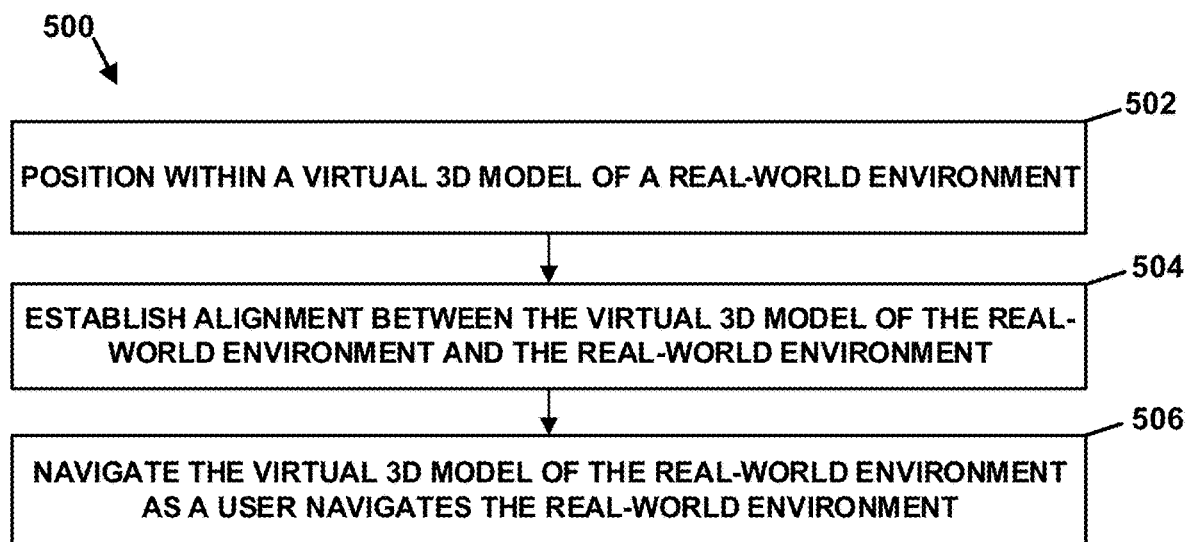 500
502
POSITION WITHIN A VIRTUAL 3D MODEL OF A REAL-WORLD ENVIRONMENT
504
ESTABLISH ALIGNMENT BETWEEN THE VIRTUAL 3D MODEL OF THE REAL-
WORLD ENVIRONMENT AND THE REAL-WORLD ENVIRONMENT
506
NAVIGATE THE VIRTUAL 3D MODEL OF THE REAL-WORLD ENVIRONMENT
AS A USER NAVIGATES THE REAL-WORLD ENVIRONMENT